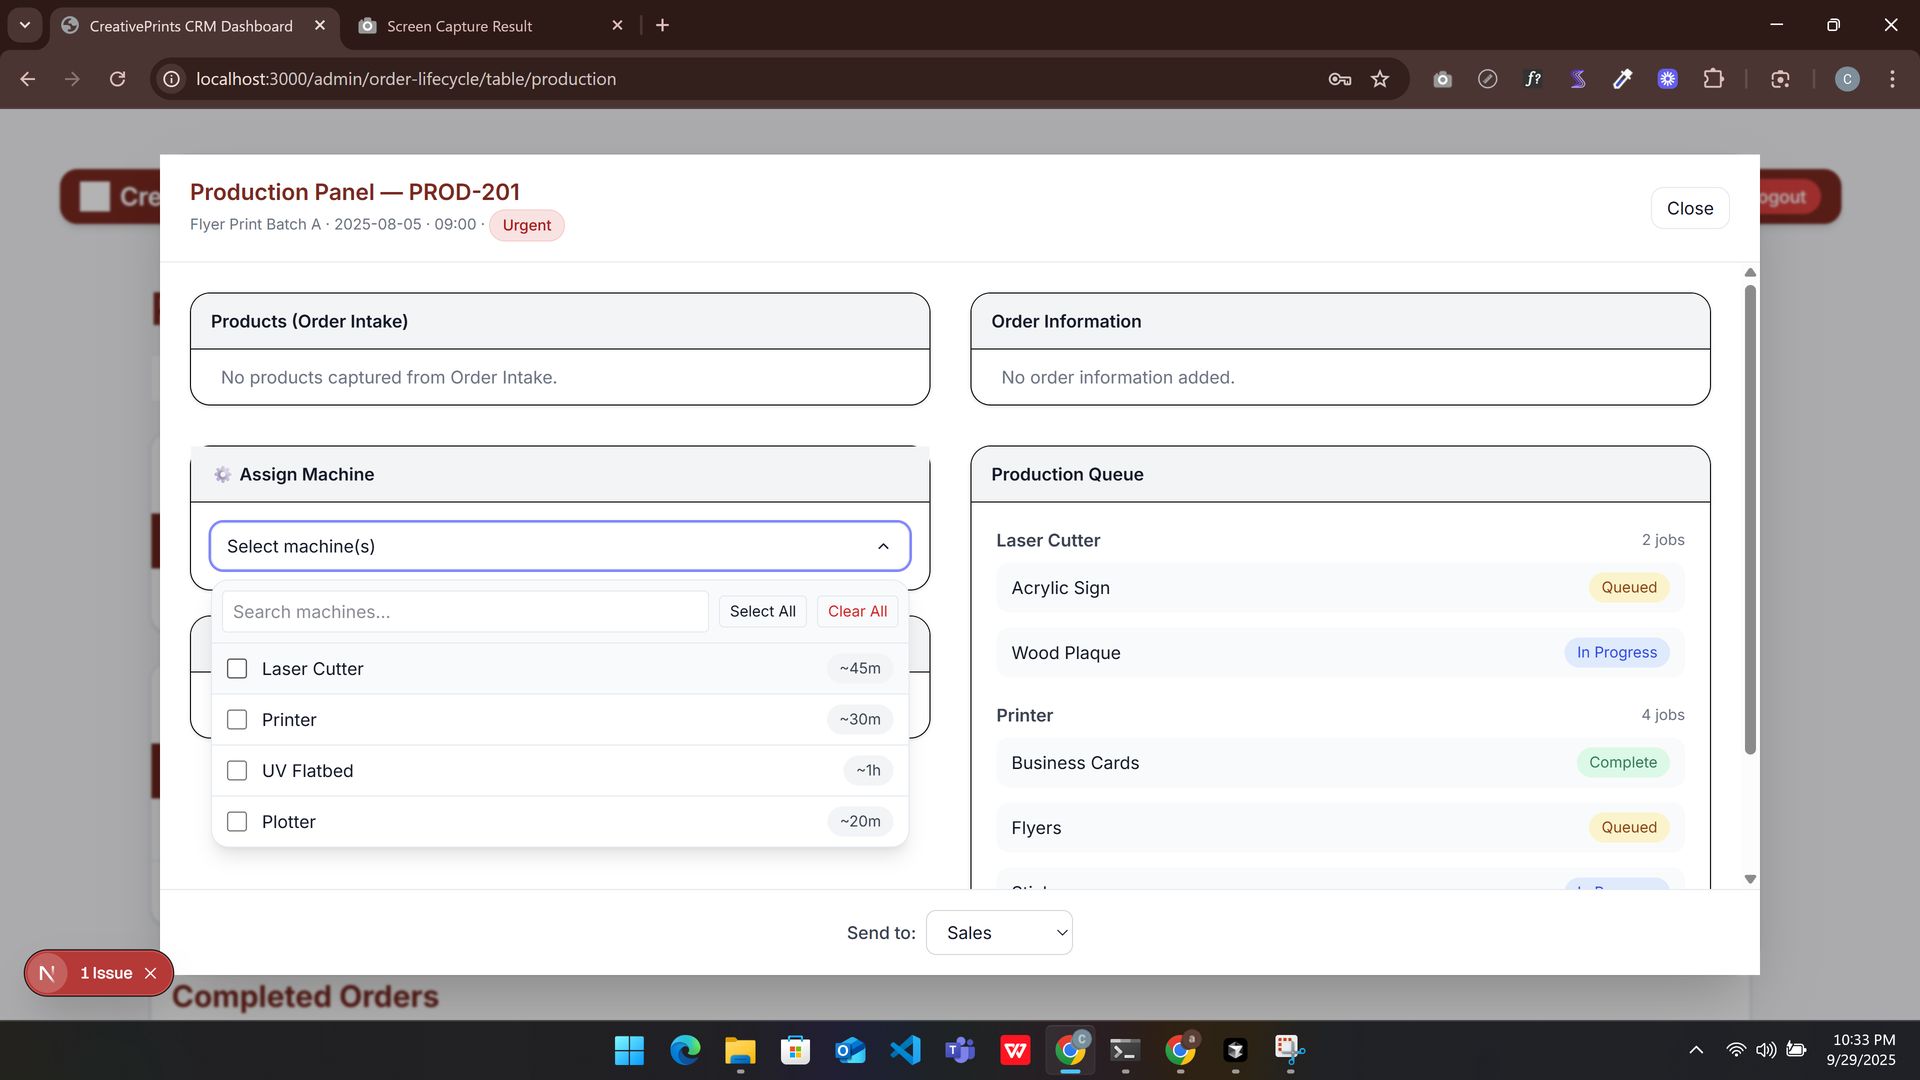 CreativePrints CRM Dashboard
Screen Capture Result
localhost:3000/admin/order-lifecycle/table/production
C
Cre
ogout
Production Panel — PROD-201
Flyer Print Batch A · 2025-08-05 · 09:00 · Urgent
Close
Products (Order Intake)
No products captured from Order Intake.
Order Information
No order information added.
Assign Machine
Select machine(s)
Search machines...
Select All
Clear All
Laser Cutter
~45m
Printer
~30m
UV Flatbed
~1h
Plotter
~20m
Production Queue
Laser Cutter
2 jobs
Acrylic Sign
Queued
Wood Plaque
In Progress
Printer
4 jobs
Business Cards
Complete
Flyers
Queued
Send to:
Sales
N 1 Issue
Completed Orders
10:33 PM
9/29/2025